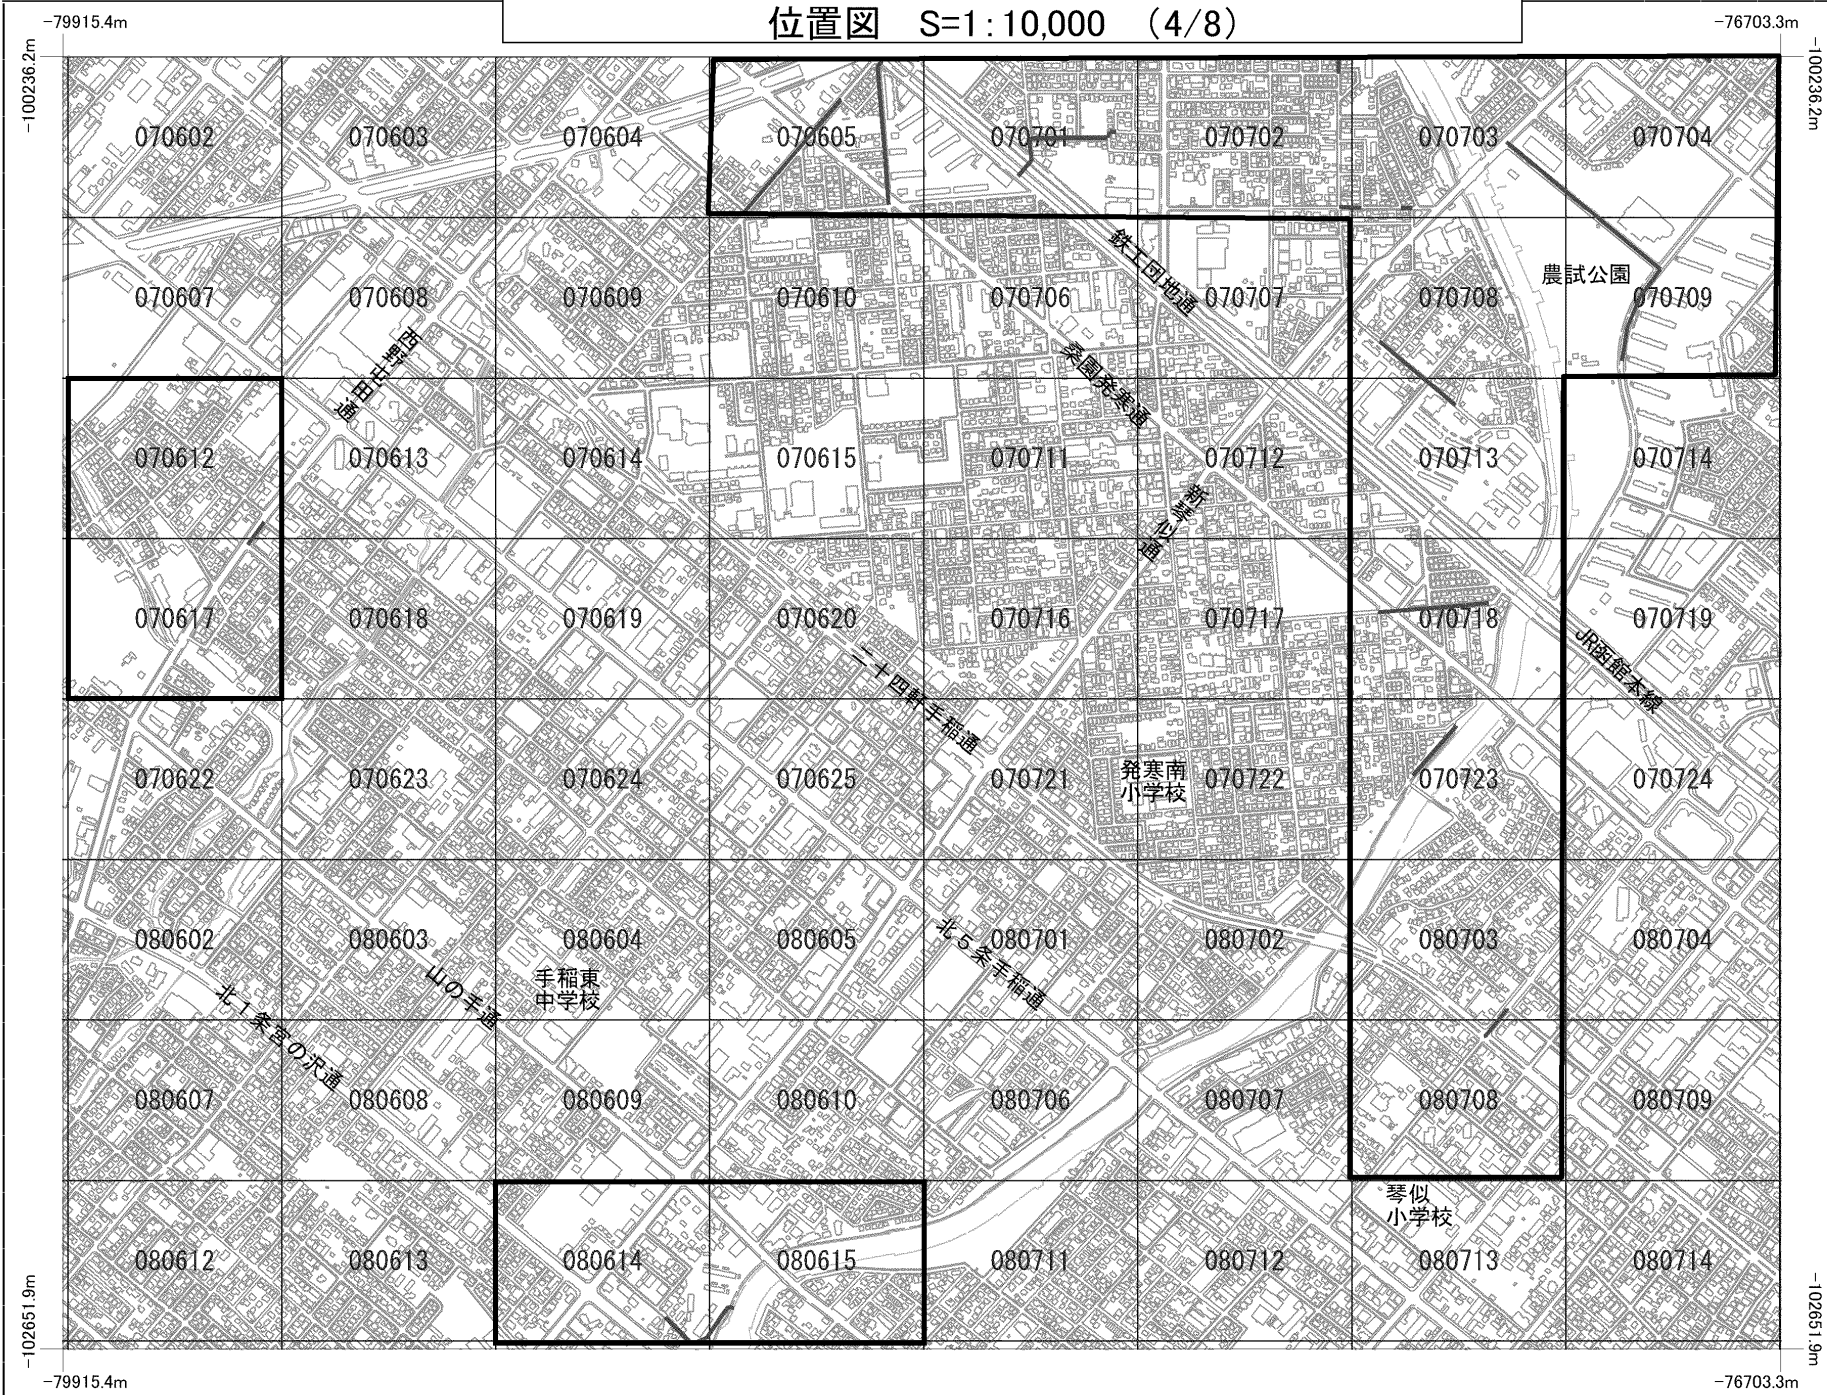 位置図 S=1:10,000 (4/8)
-79915.4m
-76703.3m
-100236.2m
-100236.2m
070602 070603 070604 070605 070701 070702 070703 070704
鉄工団地通
農試公園
070607 070608 070609 070610 070706 070707 070708 070709
西野屯田通
桑園発寒通
070612 070613 070614 070615 070711 070712 070713 070714
新琴似通
070617 070618 070619 070620 070716 070717 070718 070719
二十四軒手稲通
JR函館本線
070622 070623 070624 070625 070721 070722 070723 070724
発寒南
小学校
080602 080603 080604 080605 080701 080702 080703 080704
北5条手稲通
山の手通
手稲東
中学校
北1条宮の沢通
080607 080608 080609 080610 080706 080707 080708 080709
琴似
小学校
080612 080613 080614 080615 080711 080712 080713 080714
-102651.9m
-102651.9m
-79915.4m
-76703.3m